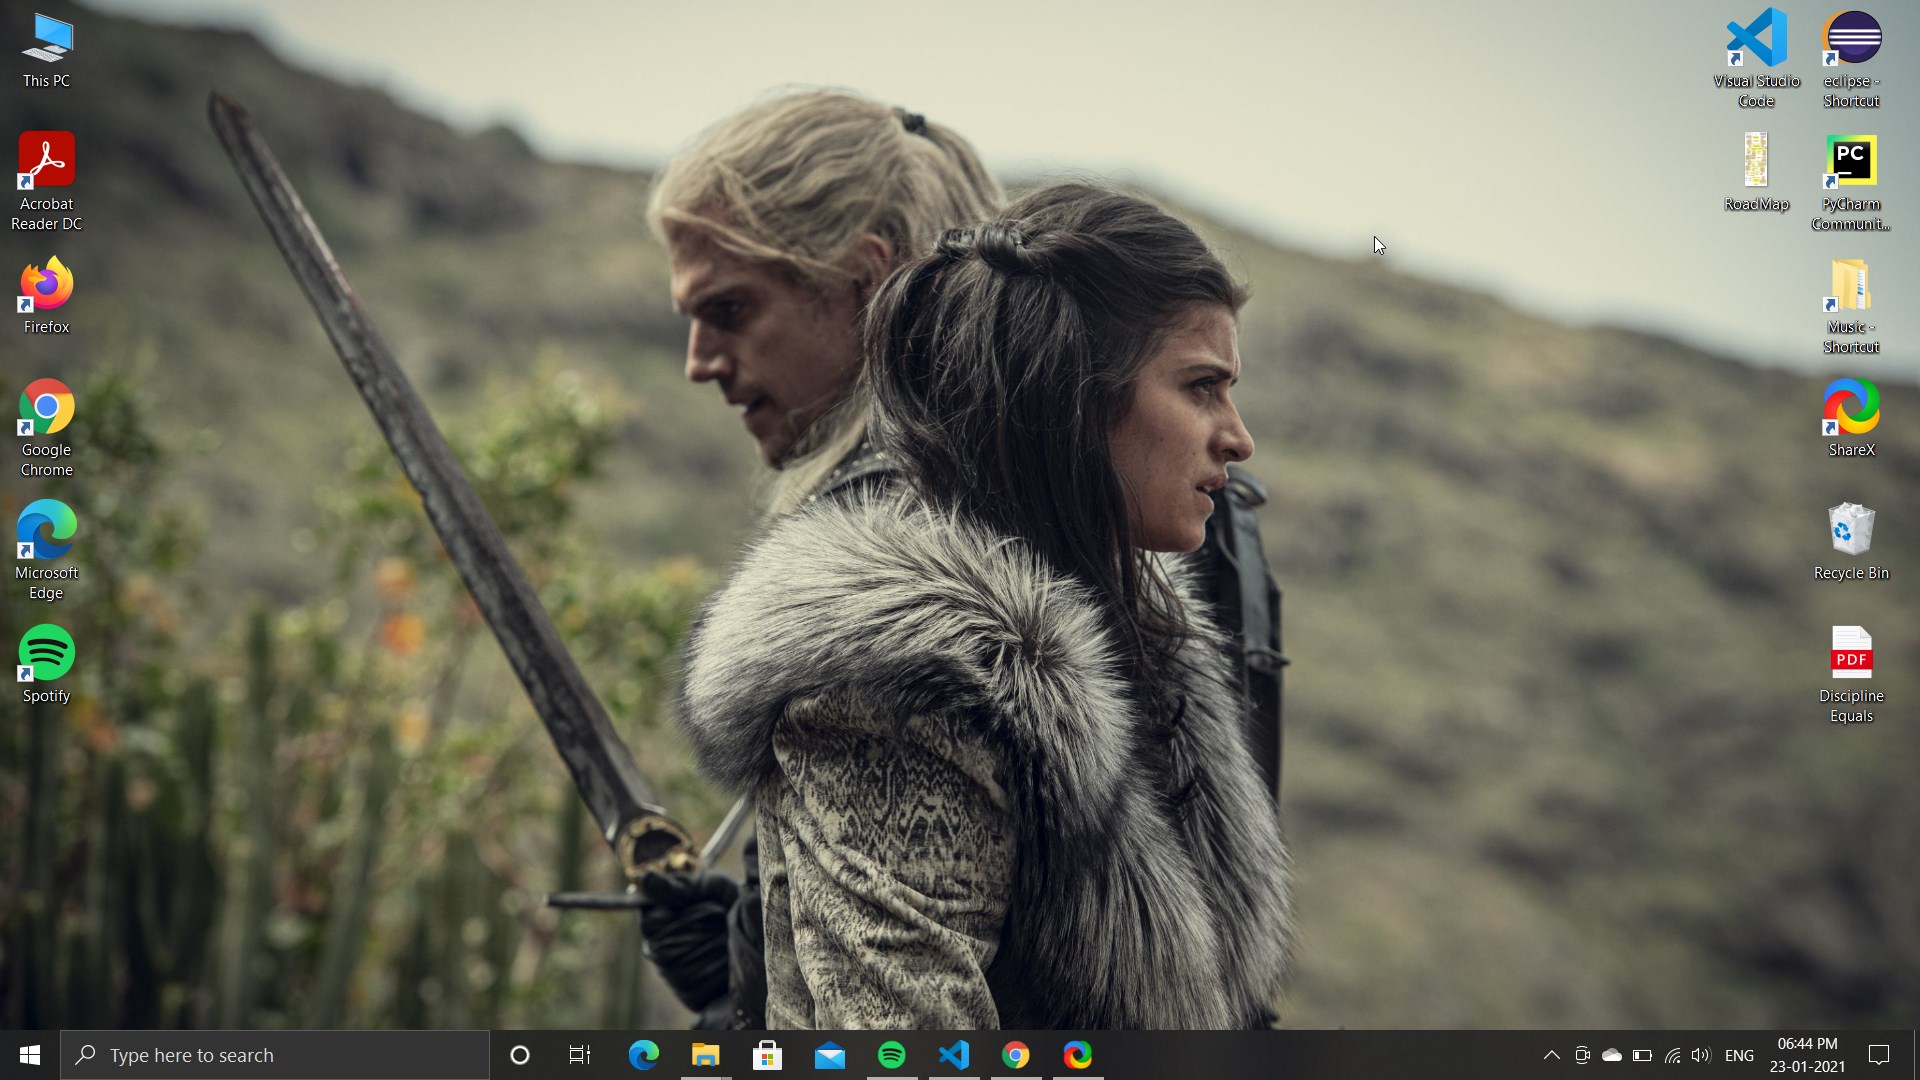 This PC
Acrobat
Reader DC
Firefox
Google
Chrome
Microsoft
Edge
Spotify
Visual Studio
Code
RoadMap
eclipse -
Shortcut
PC
PyCharm
Communit...
Music -
Shortcut
ShareX
Recycle Bin
PDF
Discipline
Equals
Type here to search
ENG
06:44 PM
23-01-2021